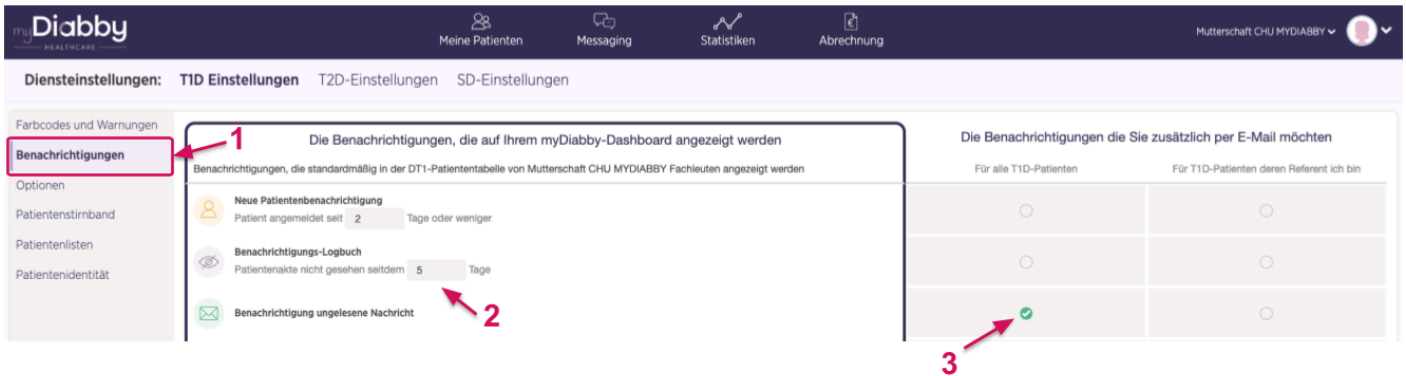 myDiabby
HEALTHCARE
Meine Patienten
Messaging
Statistiken
Abrechnung
Mutterschaft CHU MYDIABBY
Diensteinstellungen: T1D Einstellungen T2D-Einstellungen SD-Einstellungen
Farbcodes und Warnungen
Benachrichtigungen
Optionen
Patientenstirnband
Patientenlisten
Patientenidentität
1
Die Benachrichtigungen, die auf Ihrem myDiabby-Dashboard angezeigt werden
Benachrichtigungen, die standardmäßig in der DT1-Patiententabelle von Mutterschaft CHU MYDIABBY Fachleuten angezeigt werden
Neue Patientenbenachrichtigung
Patient angemeldet seit 2 Tage oder weniger
Benachrichtigungs-Logbuch
Patientenakte nicht gesehen seitdem 5 Tage
2
Benachrichtigung ungelesene Nachricht
Die Benachrichtigungen die Sie zusätzlich per E-Mail möchten
Für alle T1D-Patienten
Für T1D-Patienten deren Referent ich bin
3